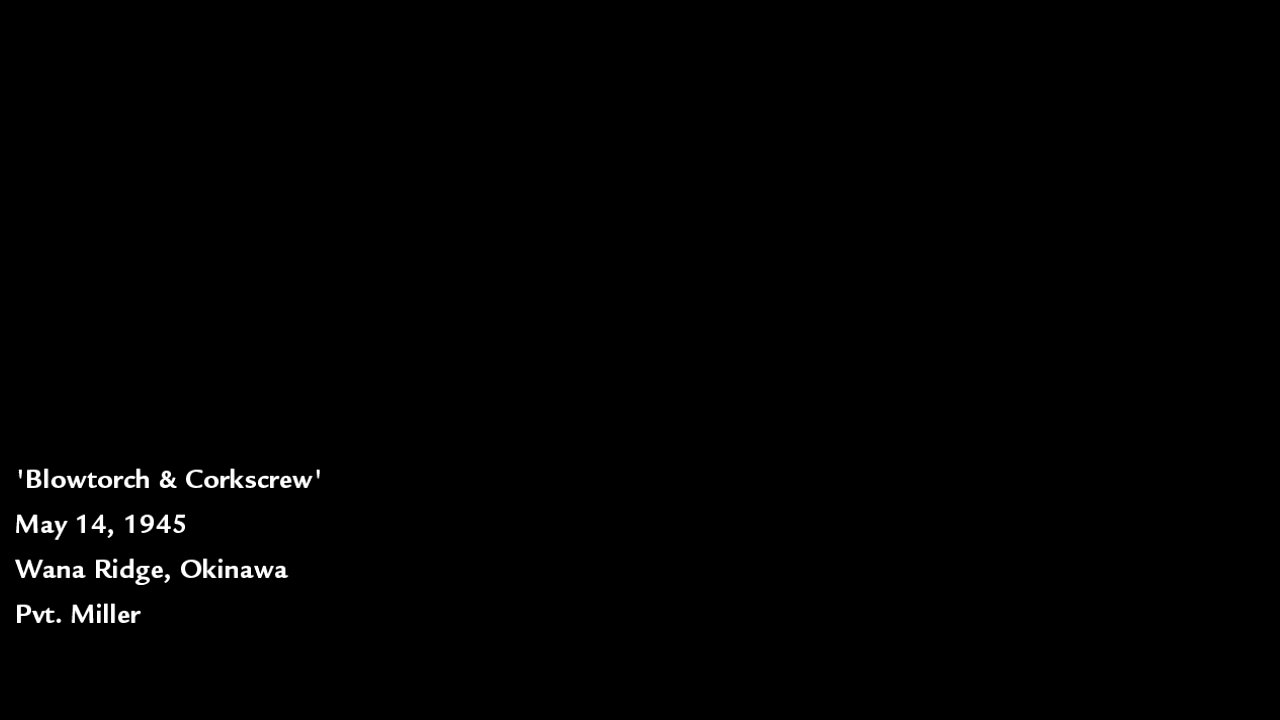 'Blowtorch & Corkscrew'
May 14, 1945
Wana Ridge, Okinawa
Pvt. Miller